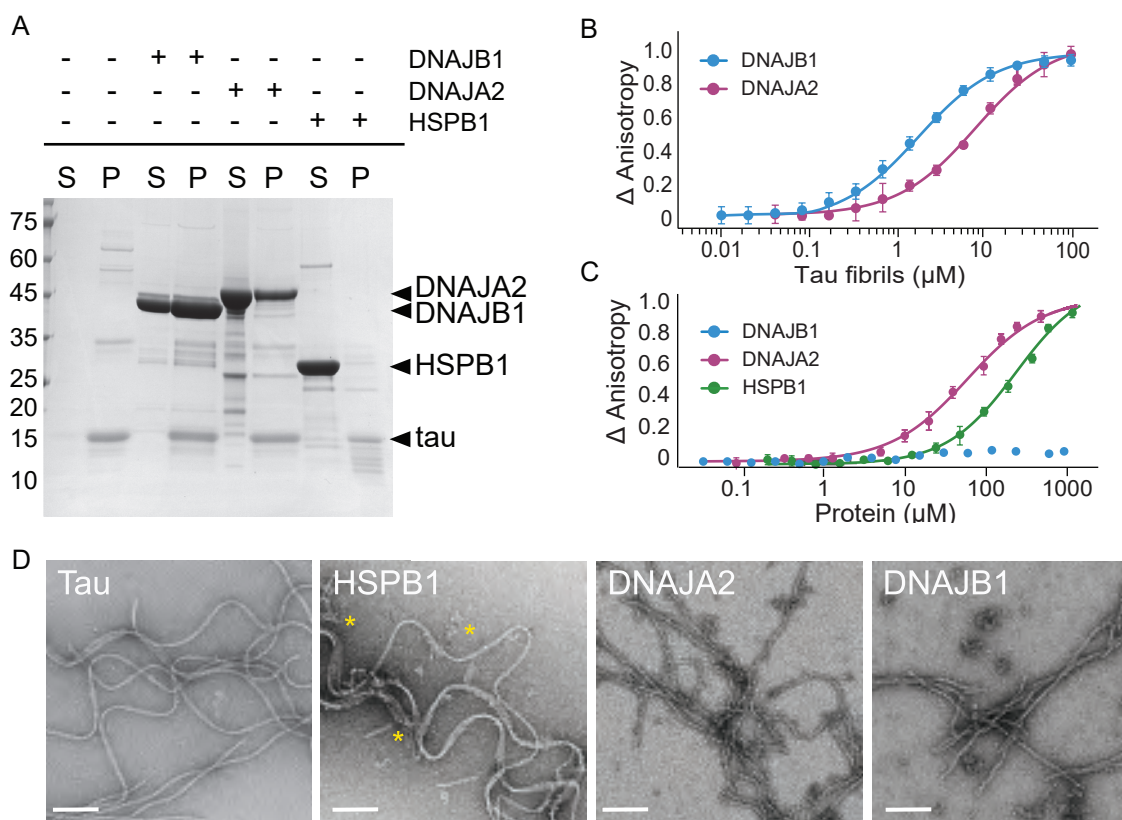 A
- - + + - - - - DNAJB1
- - - - + + - - DNAJA2
- - - - - - + + HSPB1
S P S P S P S P
75
60
45
35
25
20
15
10
DNAJA2
DNAJB1
HSPB1
tau
B
DNAJB1
DNAJA2
Δ Anisotropy
1.0
0.8
0.6
0.4
0.2
0
0.01 0.1 1 10 100
Tau fibrils (µM)
C
DNAJB1
DNAJA2
HSPB1
Δ Anisotropy
1.0
0.8
0.6
0.4
0.2
0
0.1 1 10 100 1000
Protein (µM)
D
Tau
HSPB1
* *
*
DNAJA2
DNAJB1